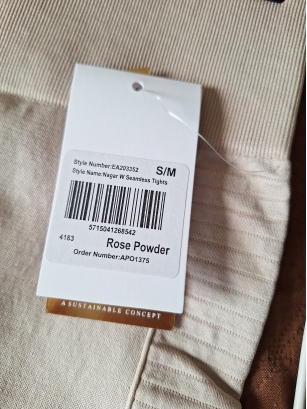 Style Number:EA203352
S/M
Style Name:Nagar W Seamless Tights
5715041268542
4183
Rose Powder
Order Number:APO1375
A SUSTAINABLE CONCEPT